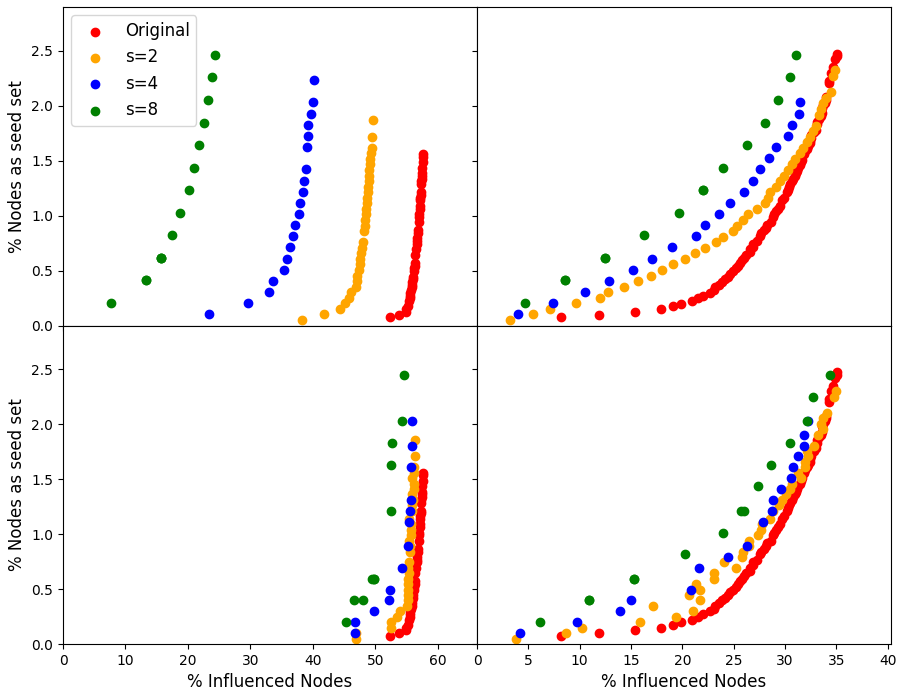 Original
s=2
s=4
s=8
% Nodes as seed set
2.5
2.0
1.5
1.0
0.5
0.0
% Nodes as seed set
2.5
2.0
1.5
1.0
0.5
0.0
0 10 20 30 40 50 60
0 5 10 15 20 25 30 35 40
% Influenced Nodes
% Influenced Nodes